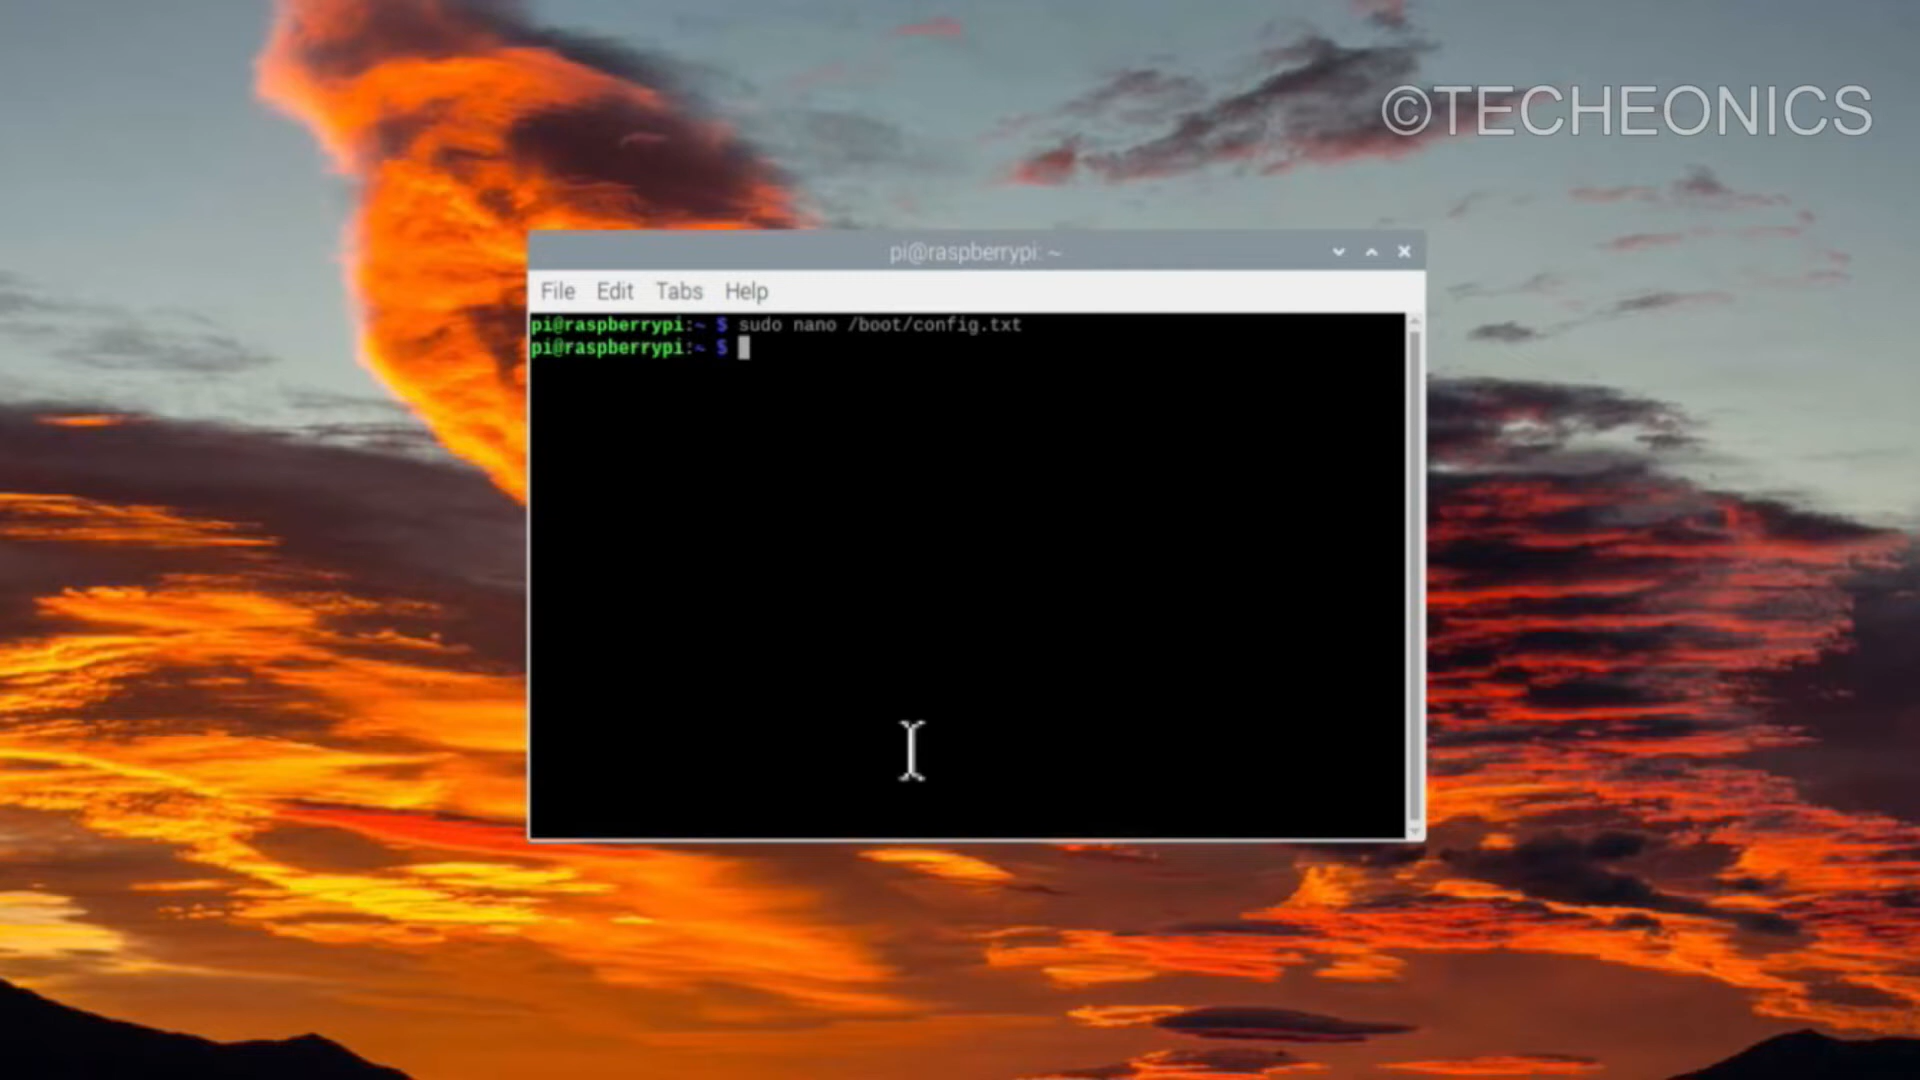 ©TECHEONICS
pi@raspberrypi: ~
File Edit Tabs Help
pi@raspberrypi:~ $ sudo nano /boot/config.txt
pi@raspberrypi:~ $